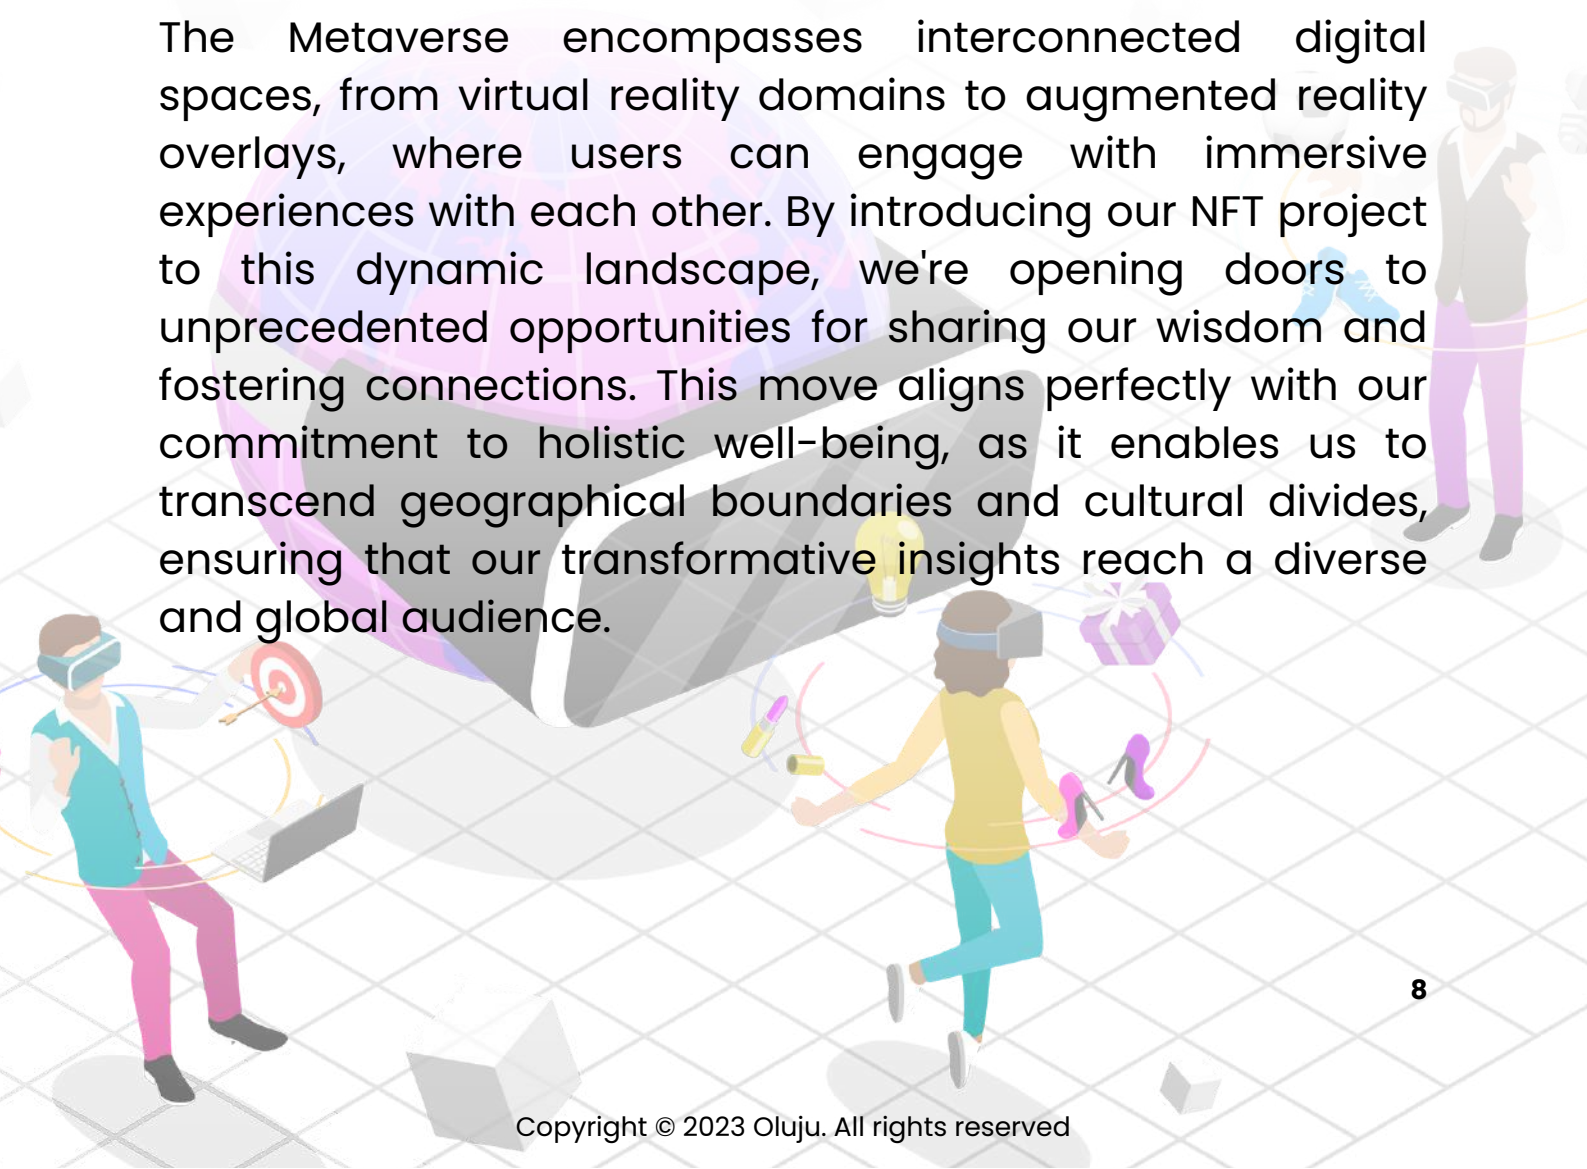 The Metaverse encompasses interconnected digital
spaces, from virtual reality domains to augmented reality
overlays, where users can engage with immersive
experiences with each other. By introducing our NFT project
to this dynamic landscape, we're opening doors to
unprecedented opportunities for sharing our wisdom and
fostering connections. This move aligns perfectly with our
commitment to holistic well-being, as it enables us to
transcend geographical boundaries and cultural divides,
ensuring that our transformative insights reach a diverse
and global audience.
8
Copyright © 2023 Oluju. All rights reserved